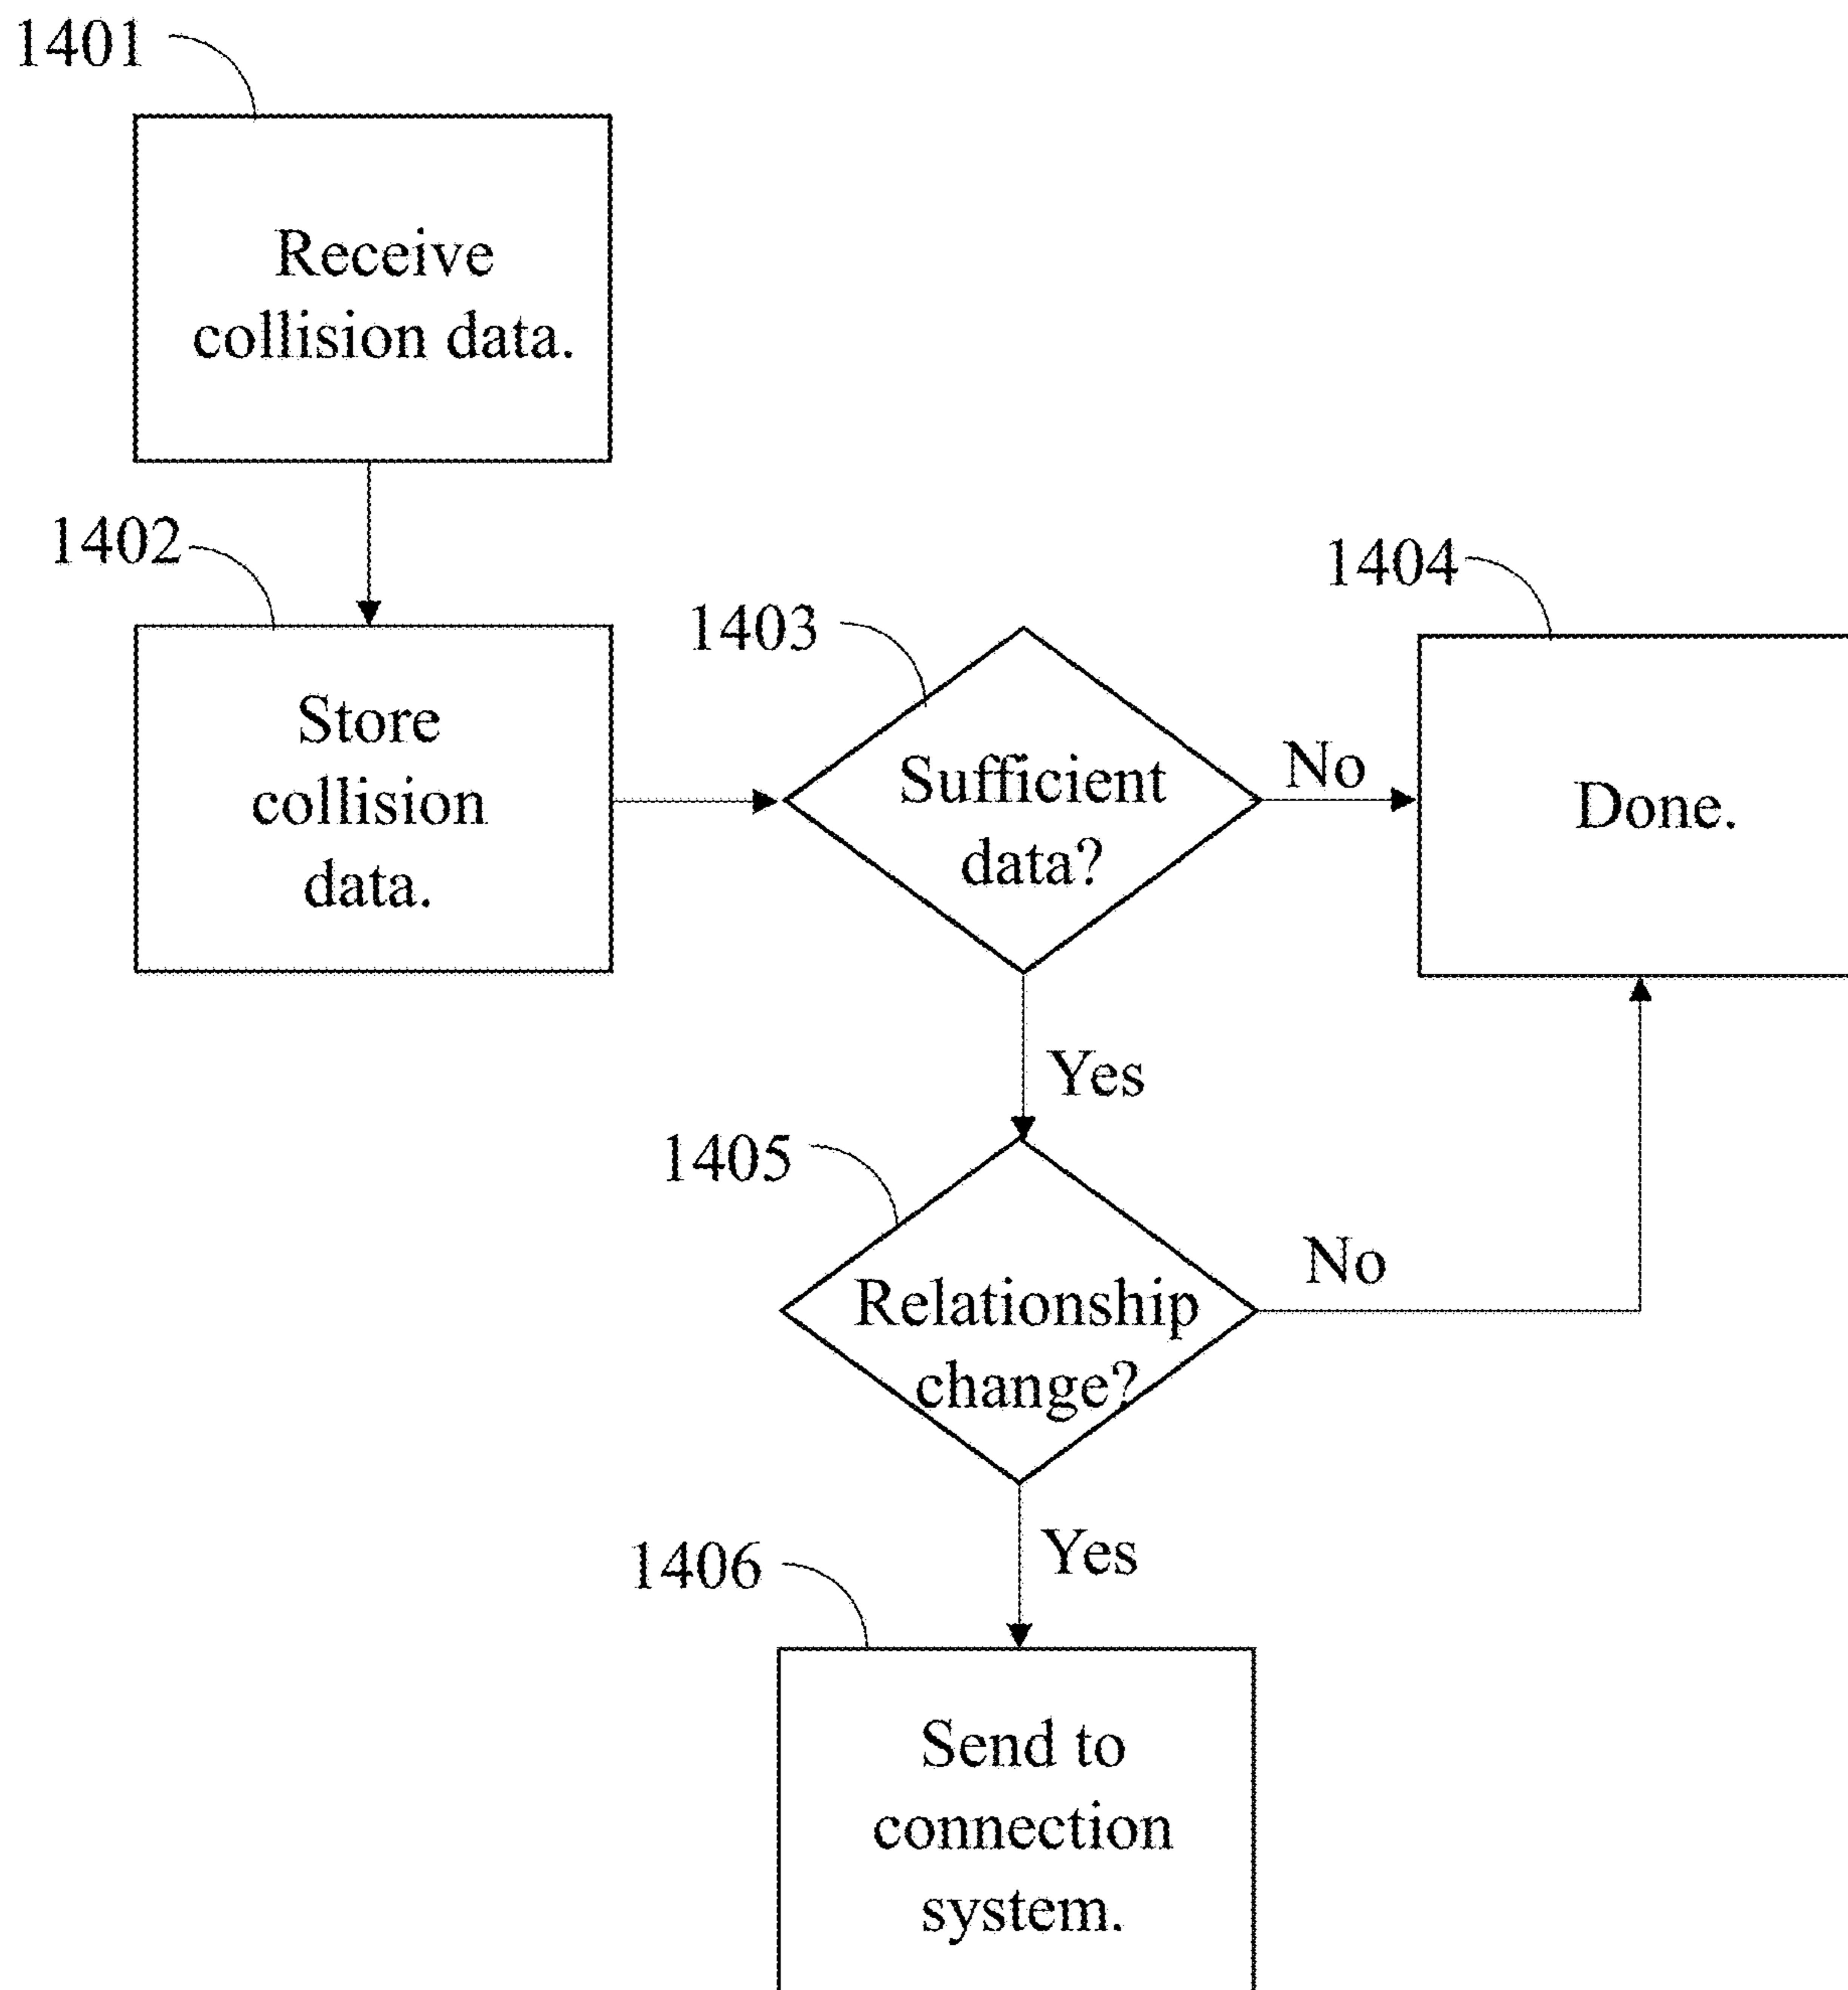 1401
Receive
collision data.
1402
Store
collision
data.
1403
Sufficient
data?
No
1404
Done.
Yes
1405
Relationship
change?
No
Yes
1406
Send to
connection
system.